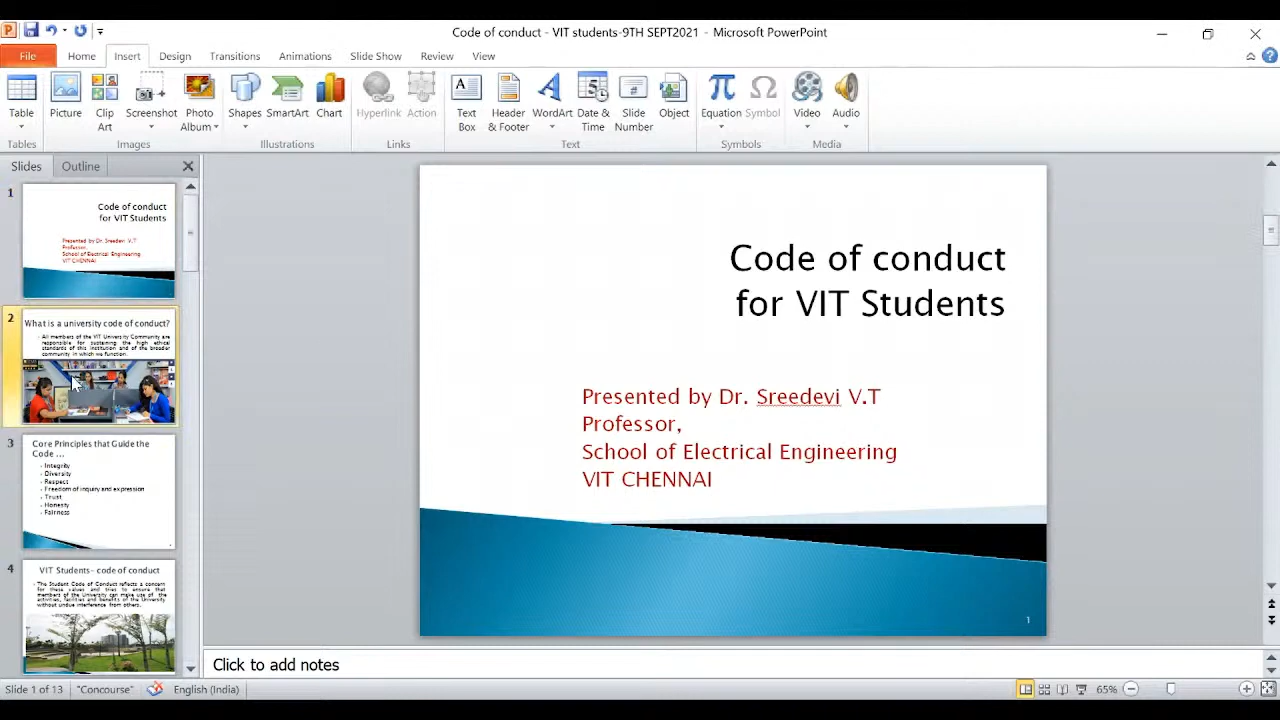 Code of conduct - VIT students-9TH SEPT2021 - Microsoft PowerPoint
File Home Insert Design Transitions Animations Slide Show Review View
Table Picture Clip Art Screenshot Photo Album Shapes SmartArt Chart Hyperlink Action Text Box Header & Footer WordArt Date & Time Slide Number Object Equation Symbol Video Audio
Tables Images Illustrations Links Text Symbols Media
Slides Outline
1
Code of conduct
for VIT Students
Presented by Dr. Sreedevi V.T
Professor,
School of Electrical Engineering
VIT CHENNAI
2
What is a university code of conduct?
All members of the VIT University Community are
responsible for sustaining the high ethical
standards of this institution and of the broader
community in which we function.
3
Core Principles that Guide the
Code ...
Integrity
Diversity
Respect
Freedom of inquiry and expression
Trust
Honesty
Fairness
4
VIT Students- code of conduct
The Student Code of Conduct reflects a concern
for these values and tries to ensure that
members of the University can make use of the
activities, facilities and benefits of the University
without undue interference from others.
Code of conduct
for VIT Students
Presented by Dr. Sreedevi V.T
Professor,
School of Electrical Engineering
VIT CHENNAI
1
Click to add notes
Slide 1 of 13 "Concourse" English (India) 65%